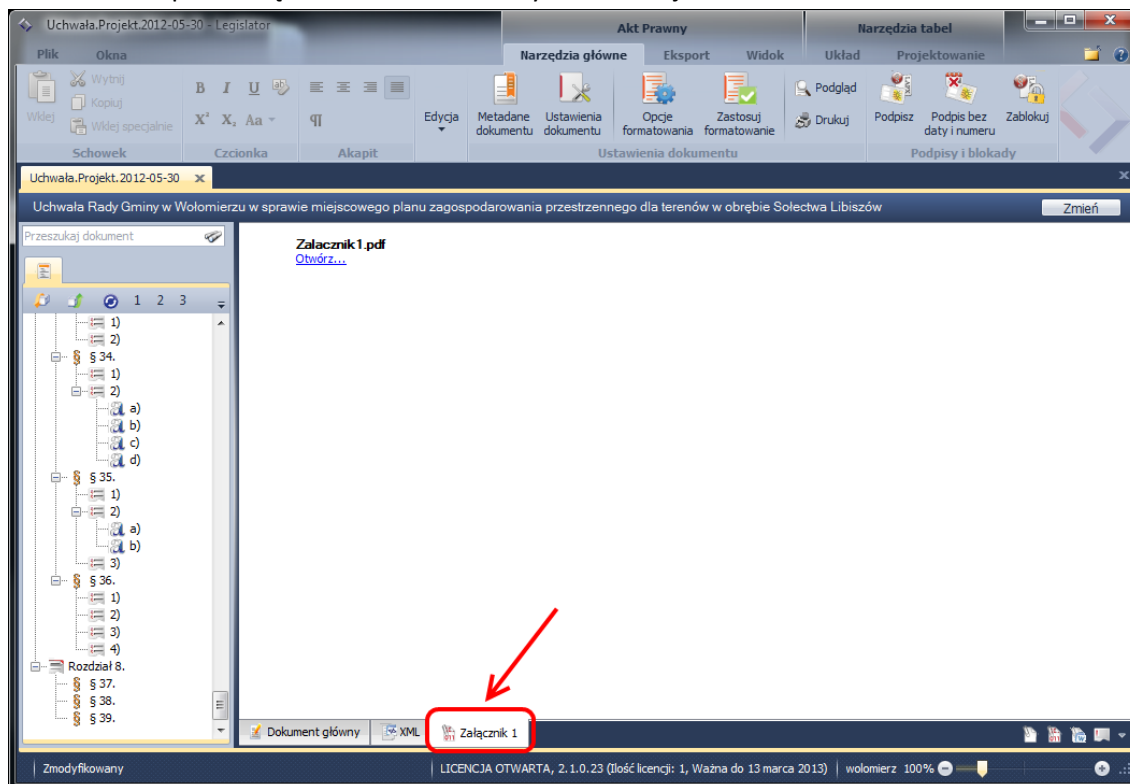 Uchwała.Projekt.2012-05-30 - Legislator
Akt Prawny
Narzędzia tabel
Plik Okna Narzędzia główne Eksport Widok Układ Projektowanie
Wklej
Wytnij
Kopiuj
Wklej specjalnie
B I U ab
X² X₂ Aa
¶
Edycja
Metadane dokumentu
Ustawienia dokumentu
Opcje formatowania
Zastosuj formatowanie
Podgląd
Drukuj
Podpisz
Podpis bez daty i numeru
Zablokuj
Schowek Czcionka Akapit Ustawienia dokumentu Podpisy i blokady
Uchwała.Projekt.2012-05-30 x
Uchwała Rady Gminy w Wołomierzu w sprawie miejscowego planu zagospodarowania przestrzennego dla terenów w obrębie Sołectwa Libiszów Zmień
Przeszukaj dokument
Zalacznik1.pdf
Otwórz...
1 2 3
1)
2)
§ 34.
1)
2)
a)
b)
c)
d)
§ 35.
1)
2)
a)
b)
3)
§ 36.
1)
2)
3)
4)
Rozdział 8.
§ 37.
§ 38.
§ 39.
Dokument główny XML Załącznik 1
Zmodyfikowany LICENCJA OTWARTA, 2.1.0.23 (Ilość licencji: 1, Ważna do 13 marca 2013) wolomierz 100%